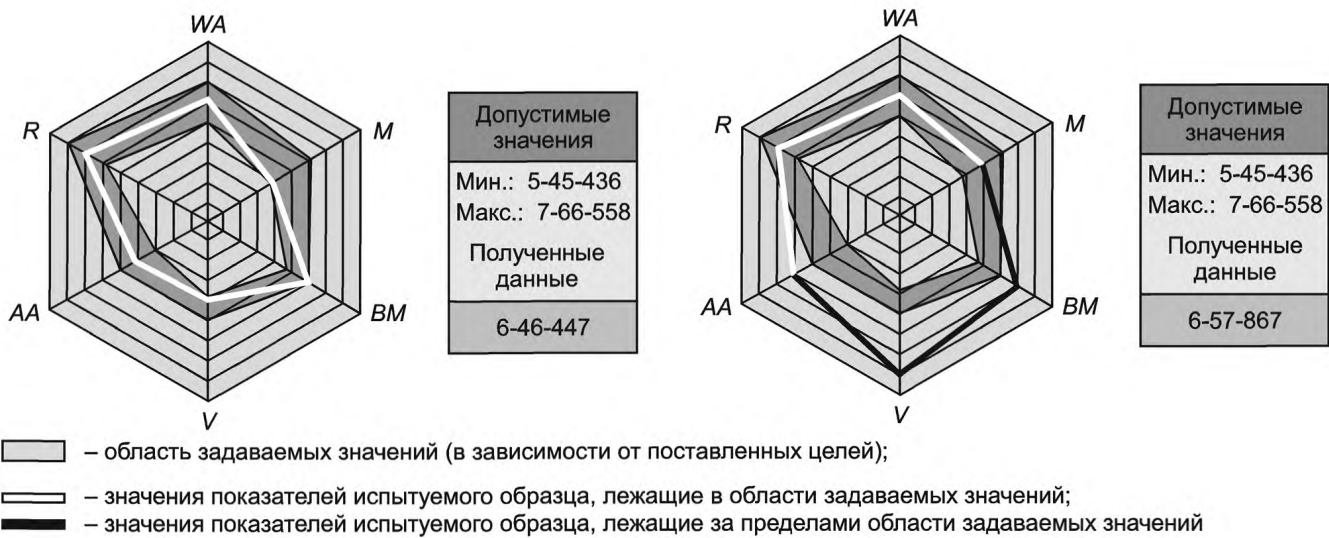 WA
R
M
AA
BM
V
Допустимые
значения
Мин.: 5-45-436
Макс.: 7-66-558
Полученные
данные
6-46-447
WA
R
M
AA
BM
V
Допустимые
значения
Мин.: 5-45-436
Макс.: 7-66-558
Полученные
данные
6-57-867
– область задаваемых значений (в зависимости от поставленных целей);
– значения показателей испытуемого образца, лежащие в области задаваемых значений;
– значения показателей испытуемого образца, лежащие за пределами области задаваемых значений